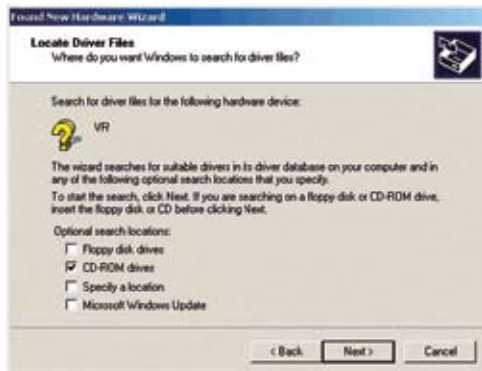 Found New Hardware Wizard
Locate Driver Files
Where do you want Windows to search for driver files?
Search for driver files for the following hardware device:
VR
The wizard searches for suitable drivers in its driver database on your computer and in
any of the following optional search locations that you specify.
To start the search, click Next. If you are searching on a floppy disk or CD-ROM drive,
insert the floppy disk or CD before clicking Next.
Optional search locations:
Floppy disk drives
CD-ROM drives
Specify a location
Microsoft Windows Update
< Back Next > Cancel